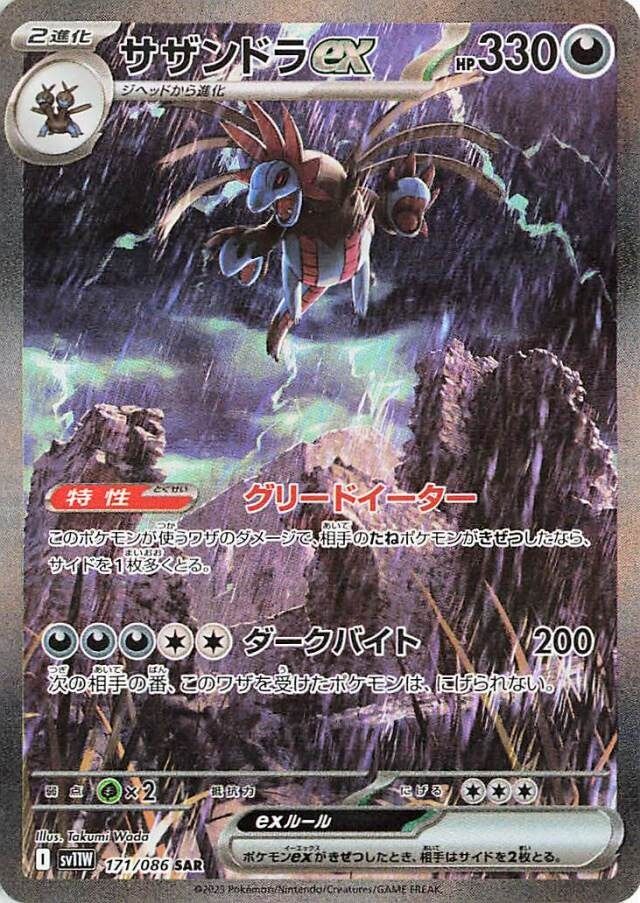 2進化
サザンドラex
HP330
ジヘッドから進化
特性 とくせい グリードイーター
このポケモンが使うワザのダメージで、相手のたねポケモンがきぜつしたなら、
サイドを1枚多くとる。
ダークバイト 200
次の相手の番、このワザを受けたポケモンは、にげられない。
弱点 ×2 抵抗力 にげる
exルール
ポケモンexがきぜつしたとき、相手はサイドを2枚とる。
Illus. Takumi Wada
I sv11W 171/086 SAR
©2025 Pokémon/Nintendo/Creatures/GAME FREAK.